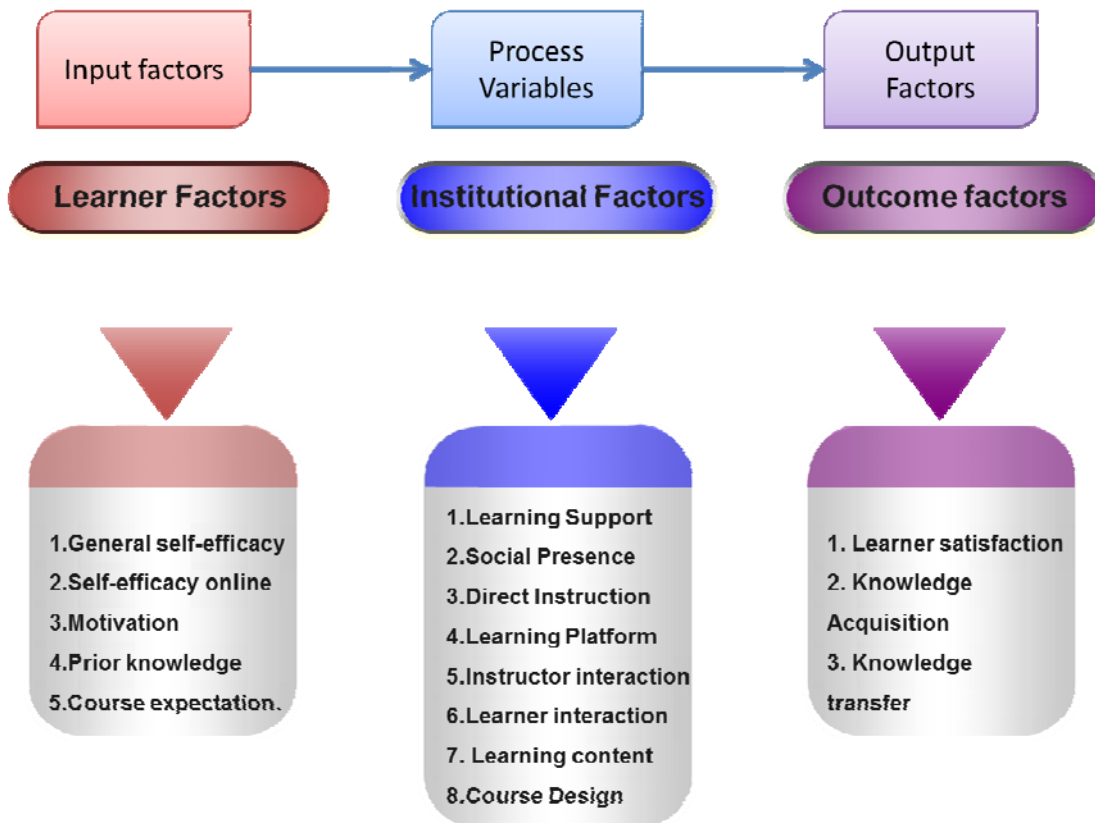 Input factors
Process
Variables
Output
Factors
Learner Factors
Institutional Factors
Outcome factors
1.General self-efficacy
2.Self-efficacy online
3.Motivation
4.Prior knowledge
5.Course expectation.
1.Learning Support
2.Social Presence
3.Direct Instruction
4.Learning Platform
5.Instructor interaction
6.Learner interaction
7. Learning content
8.Course Design
1. Learner satisfaction
2. Knowledge
Acquisition
3. Knowledge
transfer